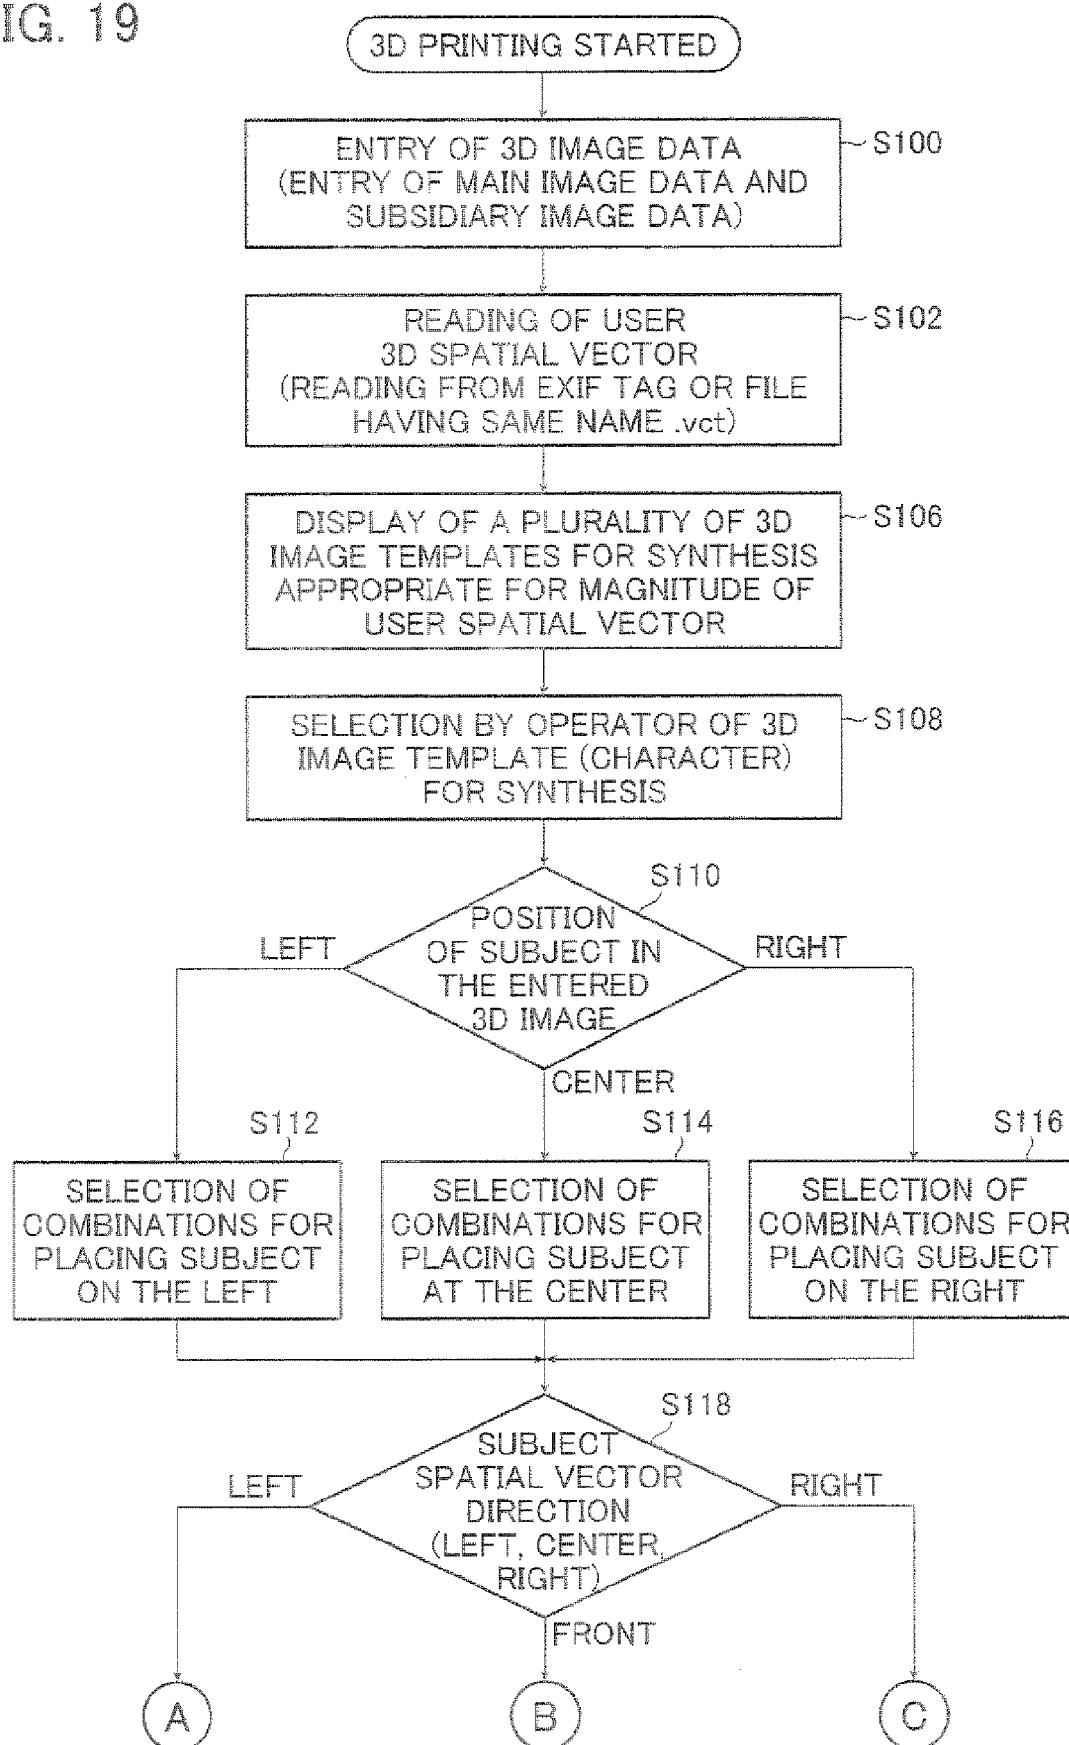 IG. 19
3D PRINTING STARTED
ENTRY OF 3D IMAGE DATA
(ENTRY OF MAIN IMAGE DATA AND
SUBSIDIARY IMAGE DATA)
S100
READING OF USER
3D SPATIAL VECTOR
(READING FROM EXIF TAG OR FILE
HAVING SAME NAME .vct)
S102
DISPLAY OF A PLURALITY OF 3D
IMAGE TEMPLATES FOR SYNTHESIS
APPROPRIATE FOR MAGNITUDE OF
USER SPATIAL VECTOR
S106
SELECTION BY OPERATOR OF 3D
IMAGE TEMPLATE (CHARACTER)
FOR SYNTHESIS
S108
S110
POSITION
OF SUBJECT IN
THE ENTERED
3D IMAGE
LEFT
RIGHT
CENTER
S112
SELECTION OF
COMBINATIONS FOR
PLACING SUBJECT
ON THE LEFT
S114
SELECTION OF
COMBINATIONS FOR
PLACING SUBJECT
AT THE CENTER
S116
SELECTION OF
COMBINATIONS FOR
PLACING SUBJECT
ON THE RIGHT
S118
SUBJECT
SPATIAL VECTOR
DIRECTION
(LEFT, CENTER,
RIGHT)
LEFT
RIGHT
FRONT
A
B
C